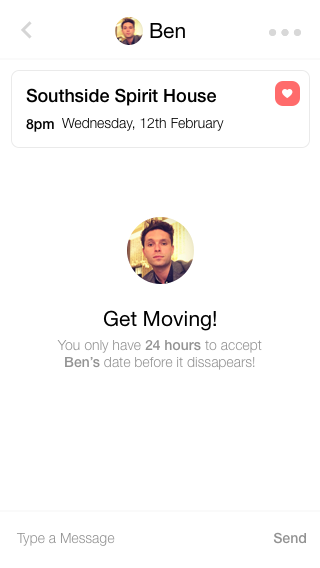 Ben
Southside Spirit House
8pm Wednesday, 12th February
Get Moving!
You only have 24 hours to accept
Ben's date before it dissapears!
Type a Message Send